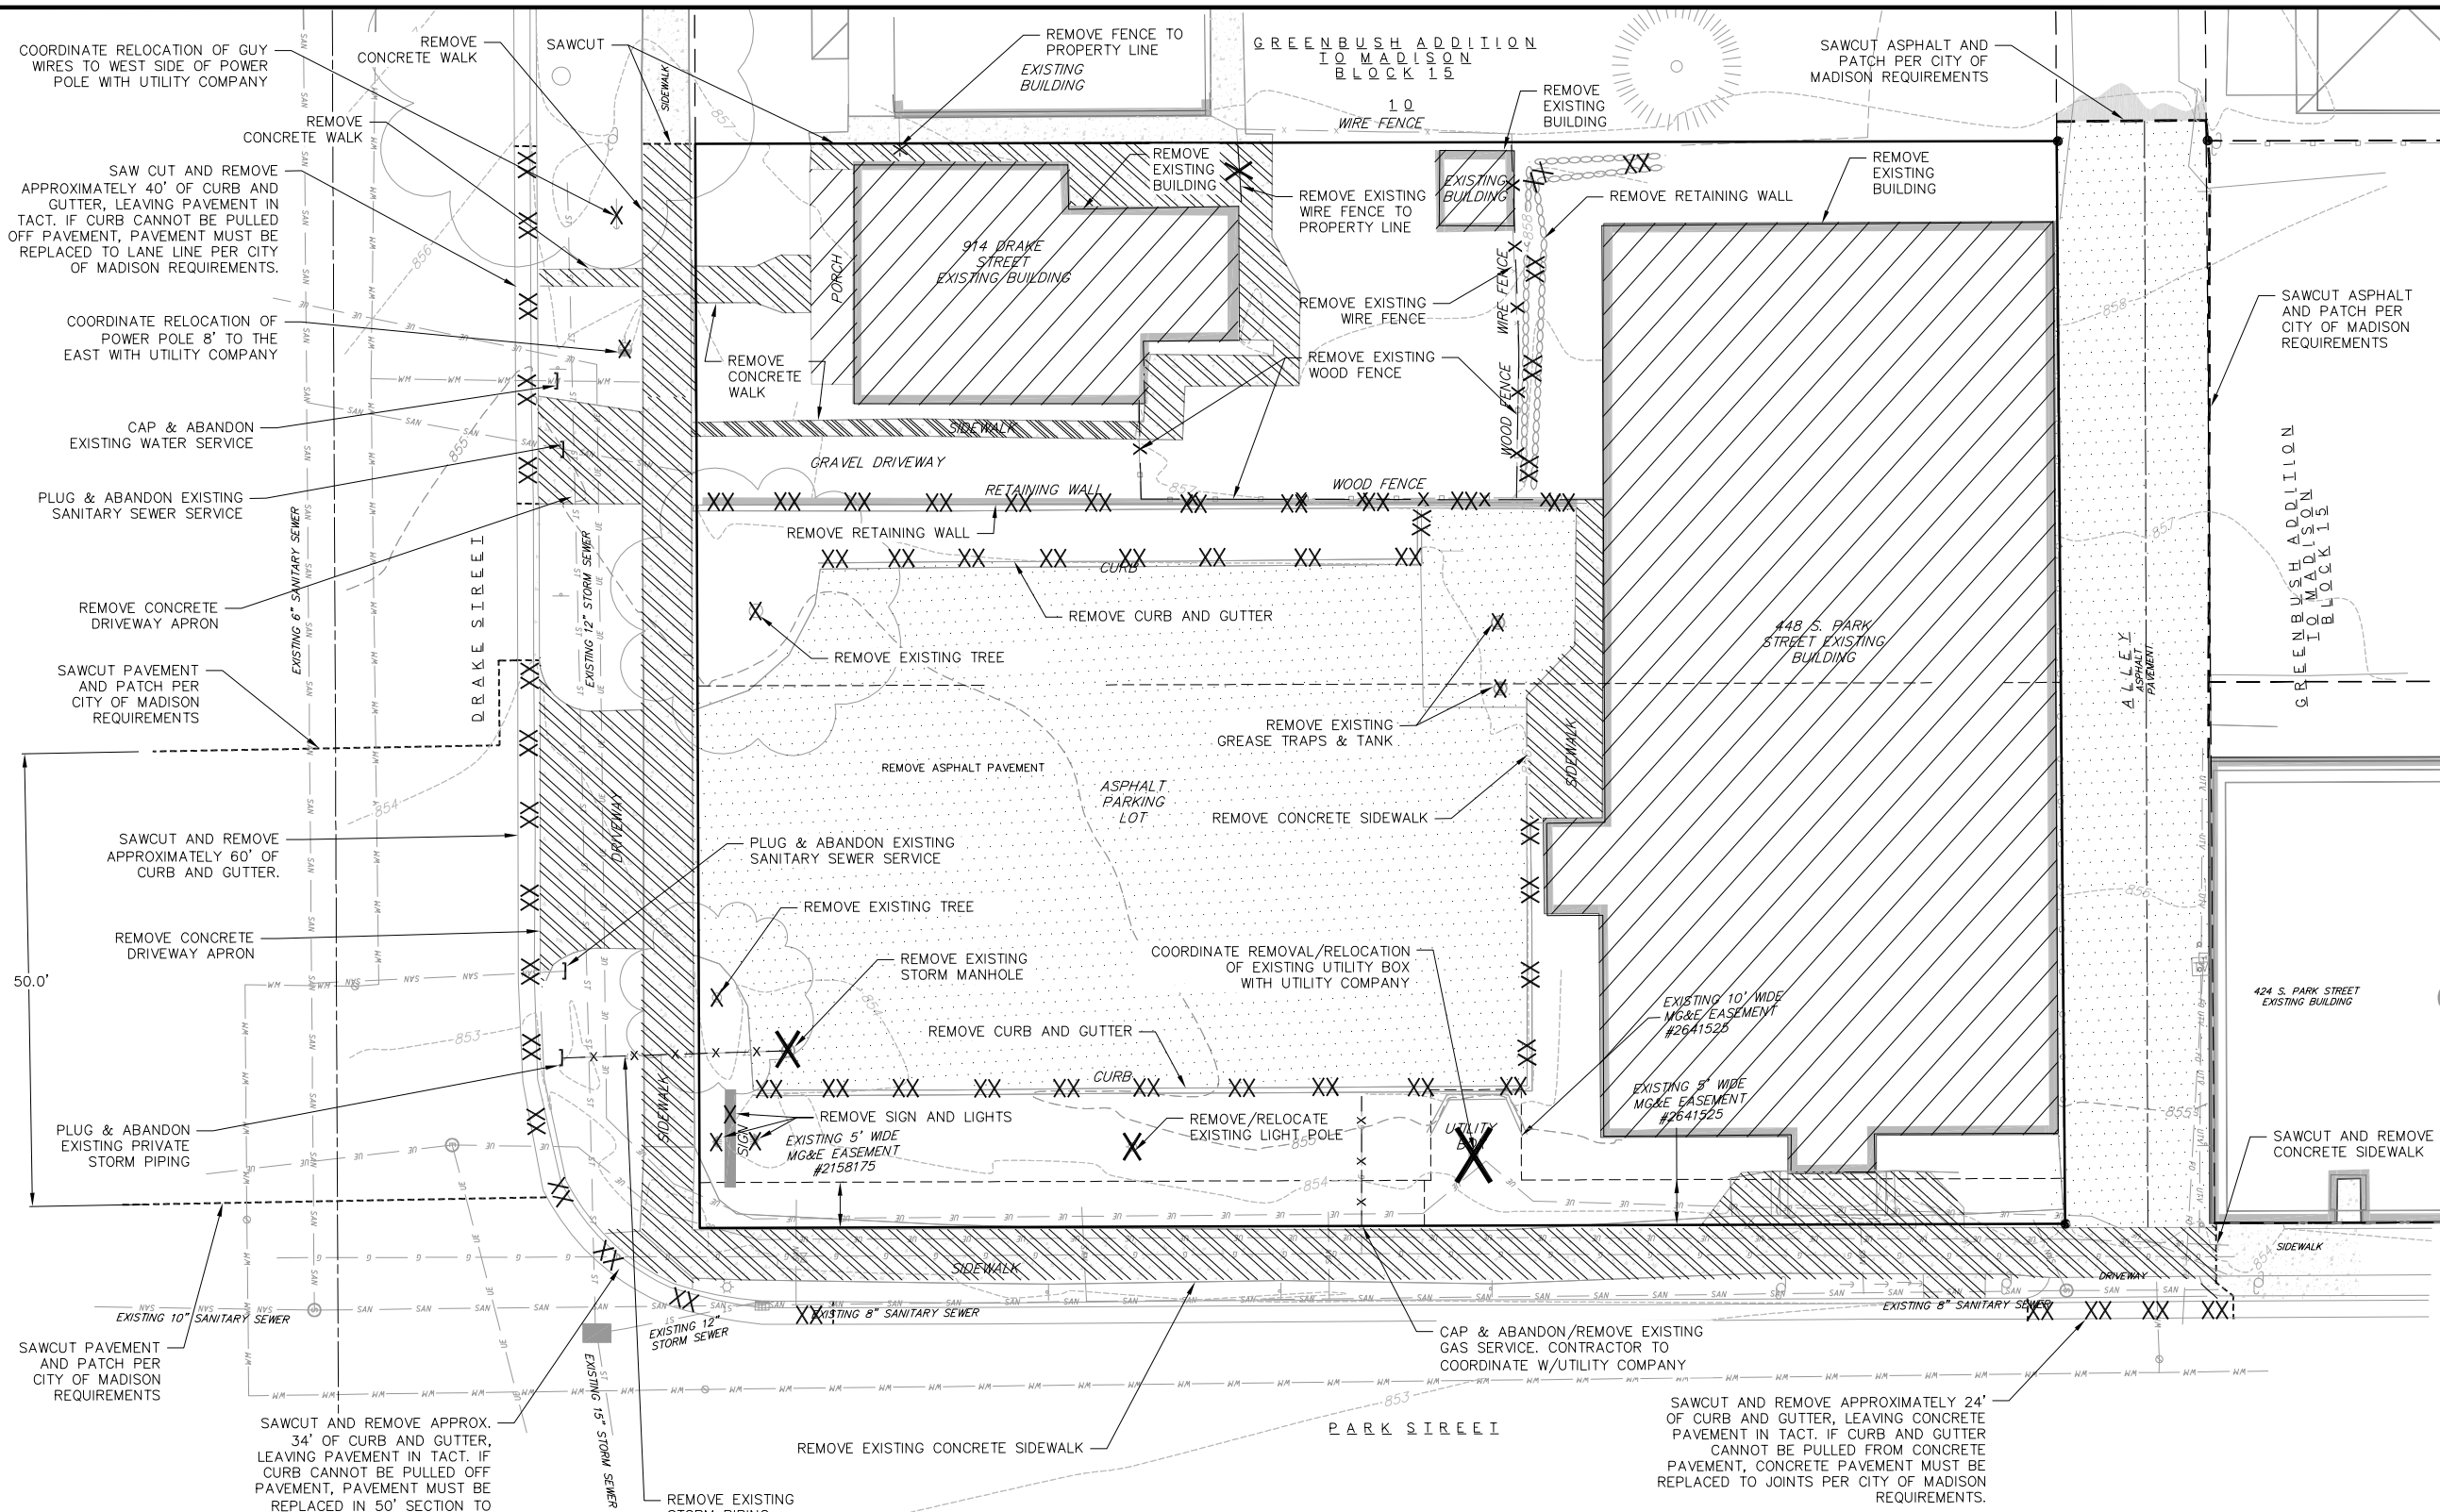 COORDINATE RELOCATION OF GUY
WIRES TO WEST SIDE OF POWER
POLE WITH UTILITY COMPANY
REMOVE
CONCRETE WALK
SAWCUT
SIDEWALK
REMOVE FENCE TO
PROPERTY LINE
EXISTING
BUILDING
GREENBUSH ADDITION
TO MADISON
BLOCK 15
10
WIRE FENCE
REMOVE
EXISTING
BUILDING
SAWCUT ASPHALT AND
PATCH PER CITY OF
MADISON REQUIREMENTS
REMOVE
CONCRETE WALK
SAW CUT AND REMOVE
APPROXIMATELY 40' OF CURB AND
GUTTER, LEAVING PAVEMENT IN
TACT. IF CURB CANNOT BE PULLED
OFF PAVEMENT, PAVEMENT MUST BE
REPLACED TO LANE LINE PER CITY
OF MADISON REQUIREMENTS.
857
856
REMOVE
EXISTING
BUILDING
REMOVE EXISTING
WIRE FENCE TO
PROPERTY LINE
EXISTING
BUILDING
858
REMOVE RETAINING WALL
REMOVE
EXISTING
BUILDING
914 DRAKE
STREET
EXISTING BUILDING
PORCH
COORDINATE RELOCATION OF
POWER POLE 8' TO THE
EAST WITH UTILITY COMPANY
REMOVE EXISTING
WIRE FENCE
WIRE FENCE
SAWCUT ASPHALT
AND PATCH PER
CITY OF MADISON
REQUIREMENTS
858
REMOVE
CONCRETE
WALK
REMOVE EXISTING
WOOD FENCE
WOOD FENCE
CAP & ABANDON
EXISTING WATER SERVICE
855
SIDEWALK
GRAVEL DRIVEWAY
PLUG & ABANDON EXISTING
SANITARY SEWER SERVICE
RETAINING WALL
857
WOOD FENCE
REMOVE RETAINING WALL
EXISTING 6" SANITARY SEWER
DRAKE STREET
EXISTING 12" STORM SEWER
CURB
857
GREENBUSH ADDITION
TO MADISON
BLOCK 15
REMOVE CONCRETE
DRIVEWAY APRON
REMOVE CURB AND GUTTER
REMOVE EXISTING TREE
448 S. PARK
STREET EXISTING
BUILDING
ALLEY
ASPHALT
PAVEMENT
SAWCUT PAVEMENT
AND PATCH PER
CITY OF MADISON
REQUIREMENTS
REMOVE EXISTING
GREASE TRAPS & TANK
SIDEWALK
REMOVE ASPHALT PAVEMENT
ASPHALT
PARKING
LOT
854
REMOVE CONCRETE SIDEWALK
SAWCUT AND REMOVE
APPROXIMATELY 60' OF
CURB AND GUTTER.
DRIVEWAY
PLUG & ABANDON EXISTING
SANITARY SEWER SERVICE
856
REMOVE EXISTING TREE
REMOVE CONCRETE
DRIVEWAY APRON
REMOVE EXISTING
STORM MANHOLE
COORDINATE REMOVAL/RELOCATION
OF EXISTING UTILITY BOX
WITH UTILITY COMPANY
50.0'
854
EXISTING 10' WIDE
MG&E EASEMENT
#2641525
424 S. PARK STREET
EXISTING BUILDING
853
REMOVE CURB AND GUTTER
CURB
EXISTING 5' WIDE
MG&E EASEMENT
#2641525
855
PLUG & ABANDON
EXISTING PRIVATE
STORM PIPING
SIDEWALK
SIGN
REMOVE SIGN AND LIGHTS
EXISTING 5' WIDE
MG&E EASEMENT
#2158175
REMOVE/RELOCATE
EXISTING LIGHT POLE
UTILITY
854
SAWCUT AND REMOVE
CONCRETE SIDEWALK
SIDEWALK
SIDEWALK
854
DRIVEWAY
EXISTING 10" SANITARY SEWER
EXISTING 12"
STORM SEWER
EXISTING 8" SANITARY SEWER
EXISTING 8" SANITARY SEWER
SAWCUT PAVEMENT
AND PATCH PER
CITY OF MADISON
REQUIREMENTS
CAP & ABANDON/REMOVE EXISTING
GAS SERVICE. CONTRACTOR TO
COORDINATE W/UTILITY COMPANY
EXISTING 15" STORM SEWER
853
PARK STREET
SAWCUT AND REMOVE APPROX.
34' OF CURB AND GUTTER,
LEAVING PAVEMENT IN TACT. IF
CURB CANNOT BE PULLED OFF
PAVEMENT, PAVEMENT MUST BE
REPLACED IN 50' SECTION TO
REMOVE EXISTING CONCRETE SIDEWALK
REMOVE EXISTING
SAWCUT AND REMOVE APPROXIMATELY 24'
OF CURB AND GUTTER, LEAVING CONCRETE
PAVEMENT IN TACT. IF CURB AND GUTTER
CANNOT BE PULLED FROM CONCRETE
PAVEMENT, CONCRETE PAVEMENT MUST BE
REPLACED TO JOINTS PER CITY OF MADISON
REQUIREMENTS.